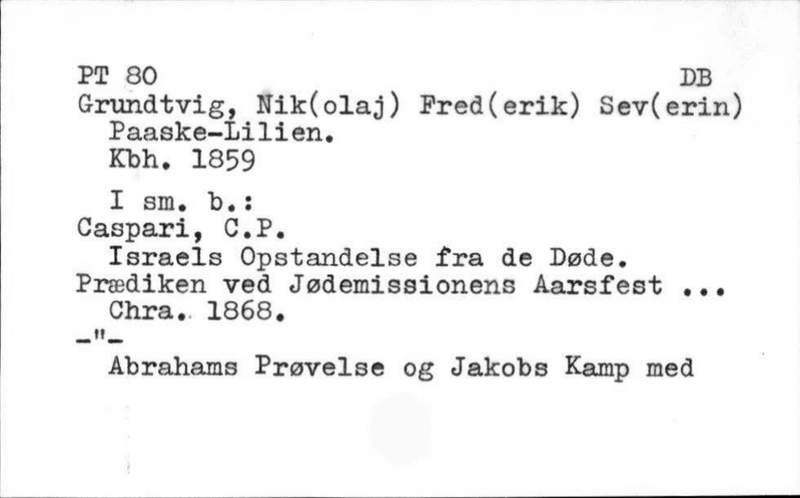 PT 80 DB
Grundtvig, Nik(olaj) Fred(erik) Sev(erin)
Paaske-Lilien.
Kbh. 1859
I sm. b.:
Caspari, C.P.
Israels Opstandelse fra de Døde.
Prædiken ved Jødemissionens Aarsfest ...
Chra. 1868.
-"-
Abrahams Prøvelse og Jakobs Kamp med